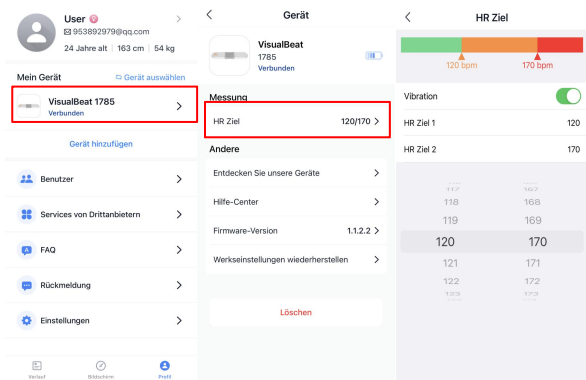 User
953892979@qq.com
24 Jahre alt | 163 cm | 54 kg
Mein Gerät
Gerät auswählen
VisualBeat 1785
Verbunden
Gerät hinzufügen
Benutzer
Services von Drittanbietern
FAQ
Rückmeldung
Einstellungen
Verlauf
Bildschirm
Profil
Gerät
VisualBeat
1785
Verbunden
Messung
HR Ziel 120/170
Andere
Entdecken Sie unsere Geräte
Hilfe-Center
Firmware-Version 1.1.2.2
Werkseinstellungen wiederherstellen
Löschen
HR Ziel
120 bpm 170 bpm
Vibration
HR Ziel 1 120
HR Ziel 2 170
117 167
118 168
119 169
120 170
121 171
122 172
123 173